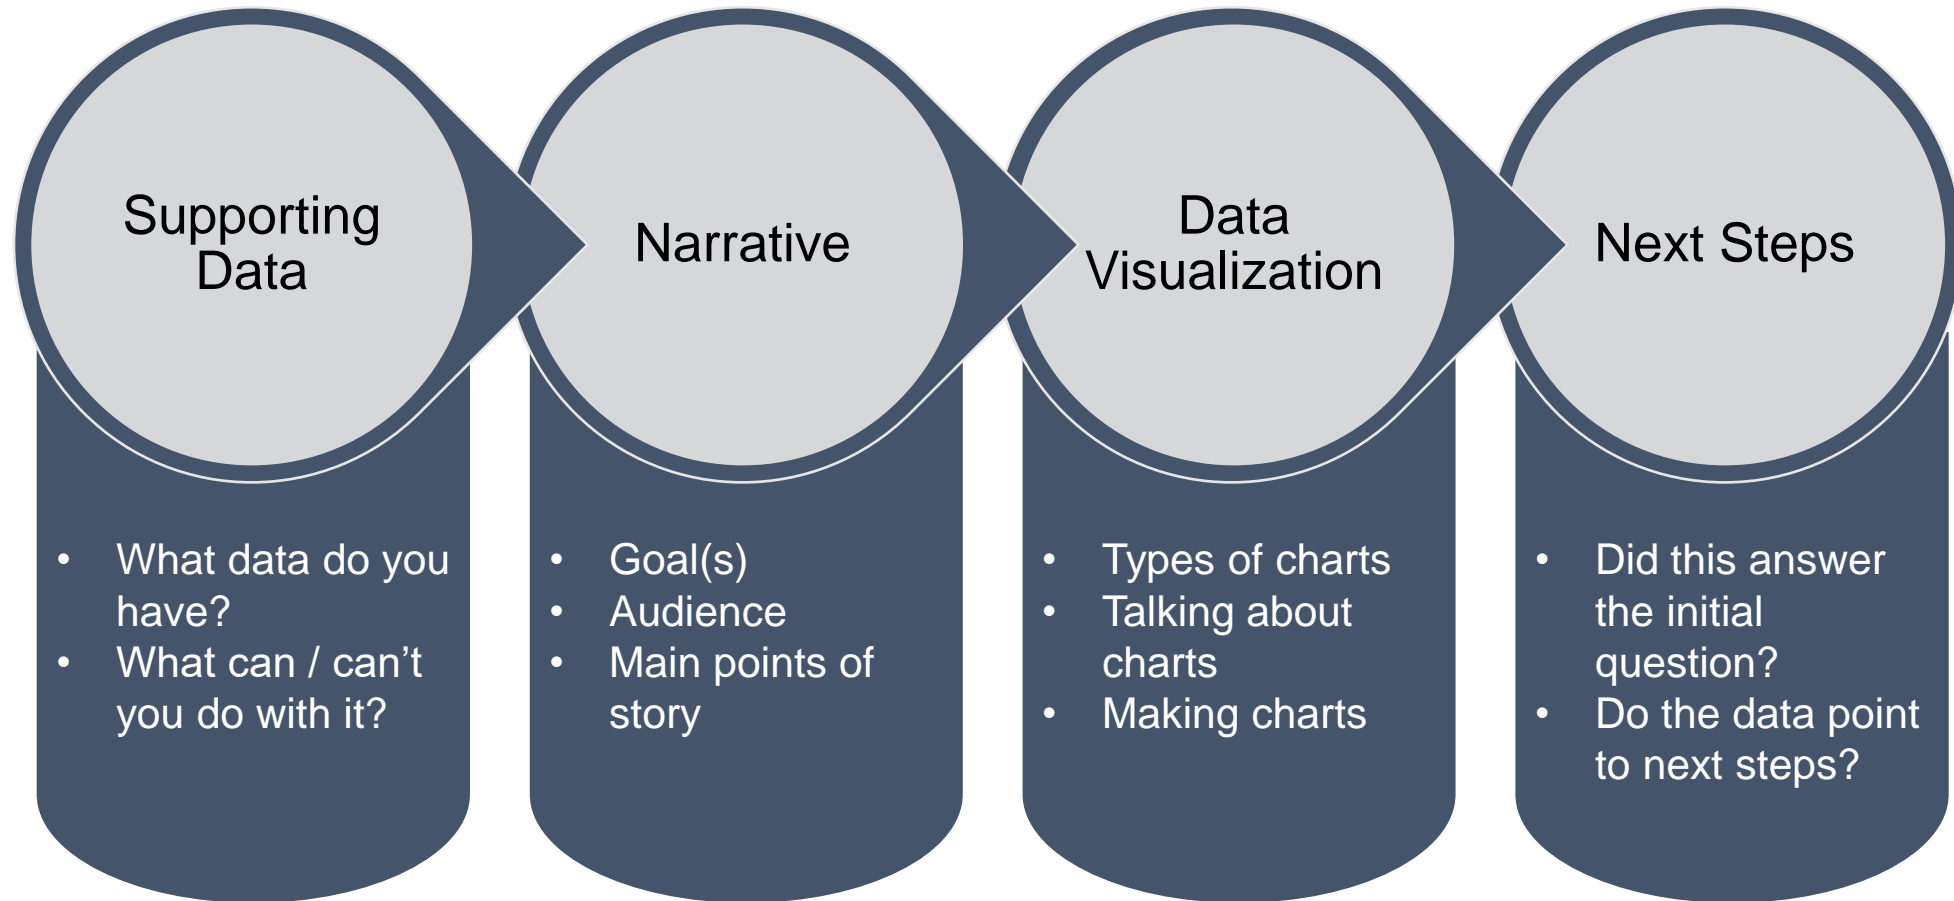 Supporting
Data
Narrative
Data
Visualization
Next Steps
• What data do you
have?
• What can / can’t
you do with it?
• Goal(s)
• Audience
• Main points of
story
• Types of charts
• Talking about
charts
• Making charts
• Did this answer
the initial
question?
• Do the data point
to next steps?